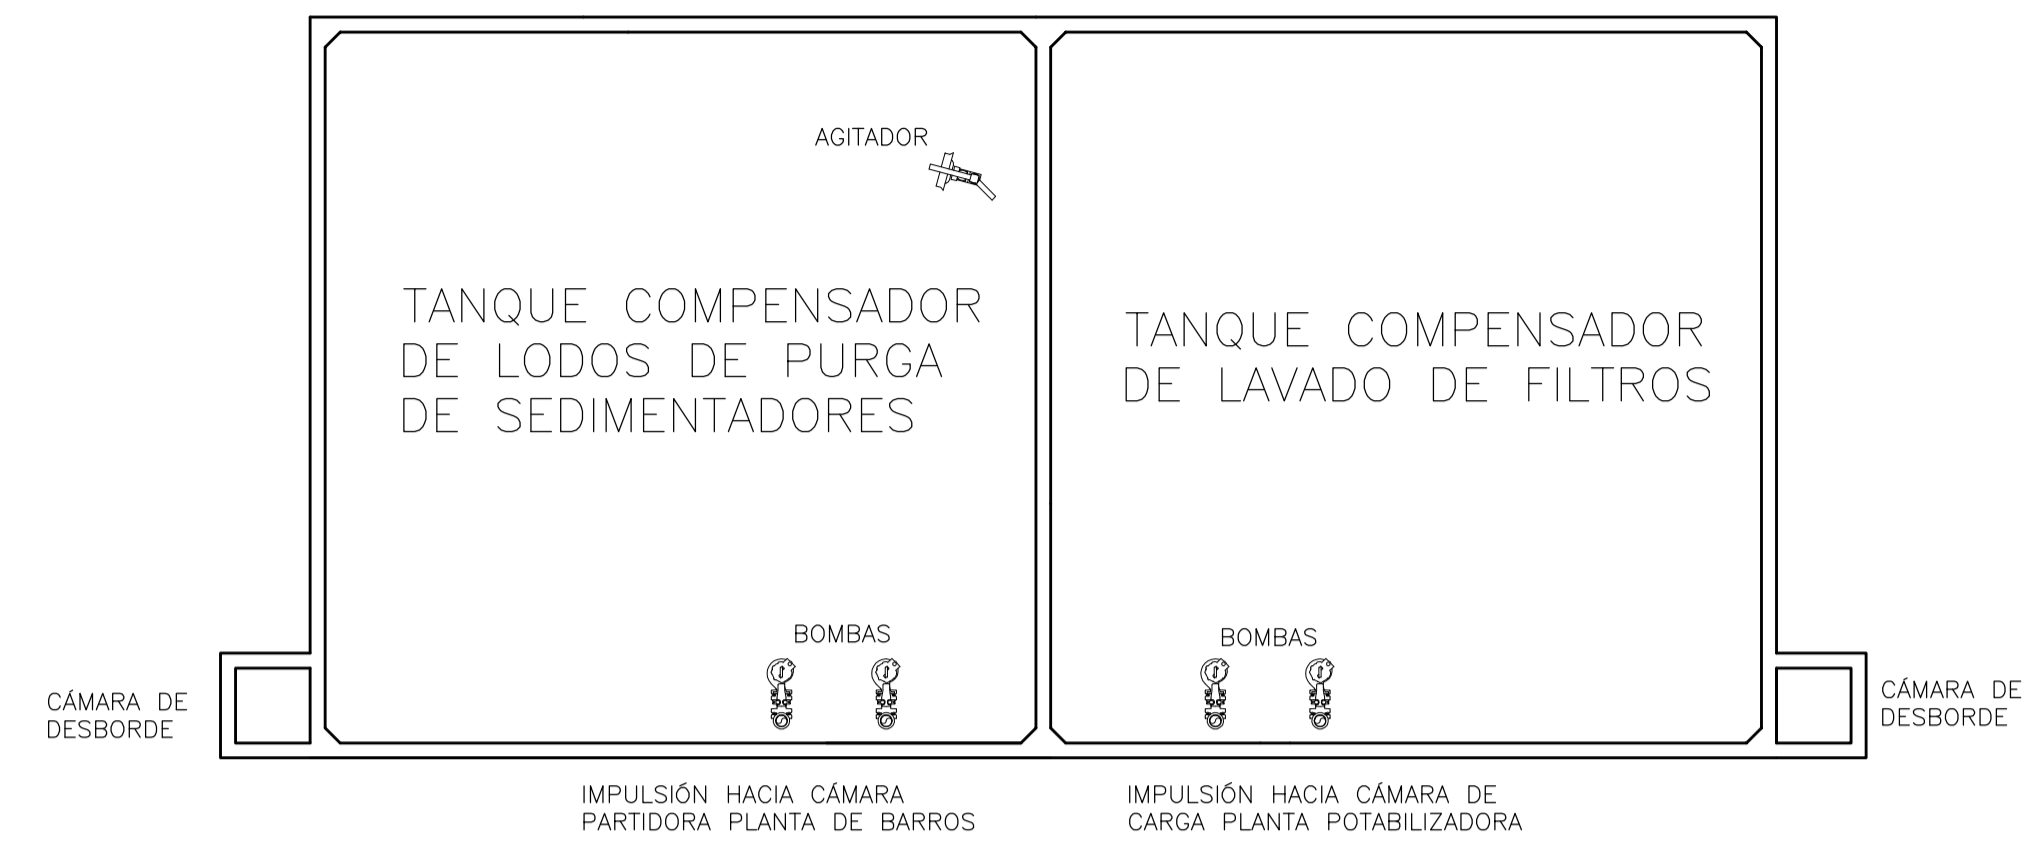 AGITADOR
TANQUE COMPENSADOR
DE LODOS DE PURGA
DE SEDIMENTADORES
TANQUE COMPENSADOR
DE LAVADO DE FILTROS
BOMBAS
BOMBAS
CÁMARA DE
DESBORDE
CÁMARA DE
DESBORDE
IMPULSIÓN HACIA CÁMARA
PARTIDORA PLANTA DE BARROS
IMPULSIÓN HACIA CÁMARA DE
CARGA PLANTA POTABILIZADORA